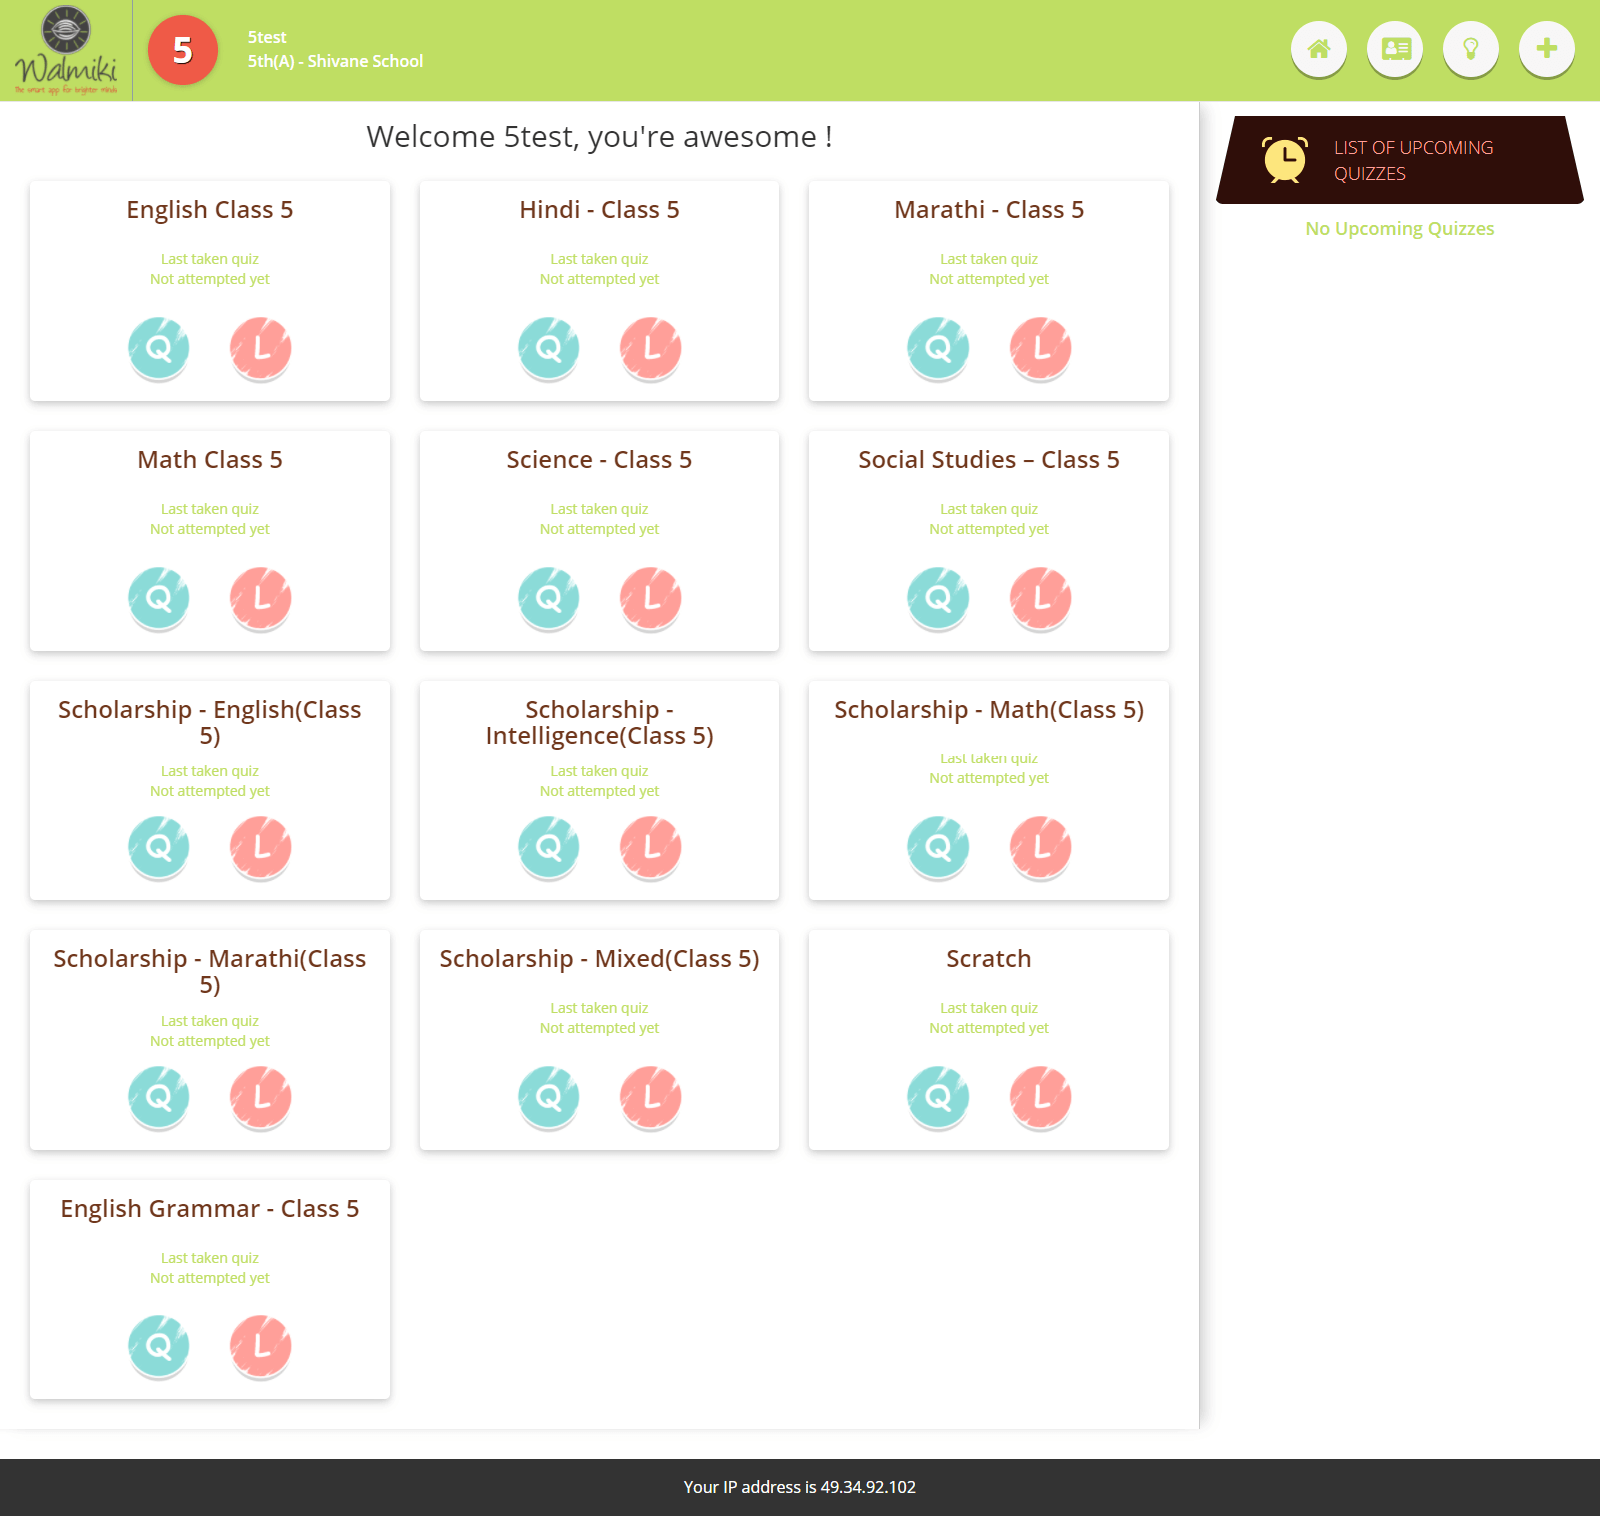 Walmiki
The smart app for brighter minds
5
5test
5th(A) - Shivane School
Welcome 5test, you're awesome !
English Class 5
Last taken quiz
Not attempted yet
Q L
Hindi - Class 5
Last taken quiz
Not attempted yet
Q L
Marathi - Class 5
Last taken quiz
Not attempted yet
Q L
Math Class 5
Last taken quiz
Not attempted yet
Q L
Science - Class 5
Last taken quiz
Not attempted yet
Q L
Social Studies – Class 5
Last taken quiz
Not attempted yet
Q L
Scholarship - English(Class
5)
Last taken quiz
Not attempted yet
Q L
Scholarship -
Intelligence(Class 5)
Last taken quiz
Not attempted yet
Q L
Scholarship - Math(Class 5)
Last taken quiz
Not attempted yet
Q L
Scholarship - Marathi(Class
5)
Last taken quiz
Not attempted yet
Q L
Scholarship - Mixed(Class 5)
Last taken quiz
Not attempted yet
Q L
Scratch
Last taken quiz
Not attempted yet
Q L
English Grammar - Class 5
Last taken quiz
Not attempted yet
Q L
LIST OF UPCOMING
QUIZZES
No Upcoming Quizzes
Your IP address is 49.34.92.102